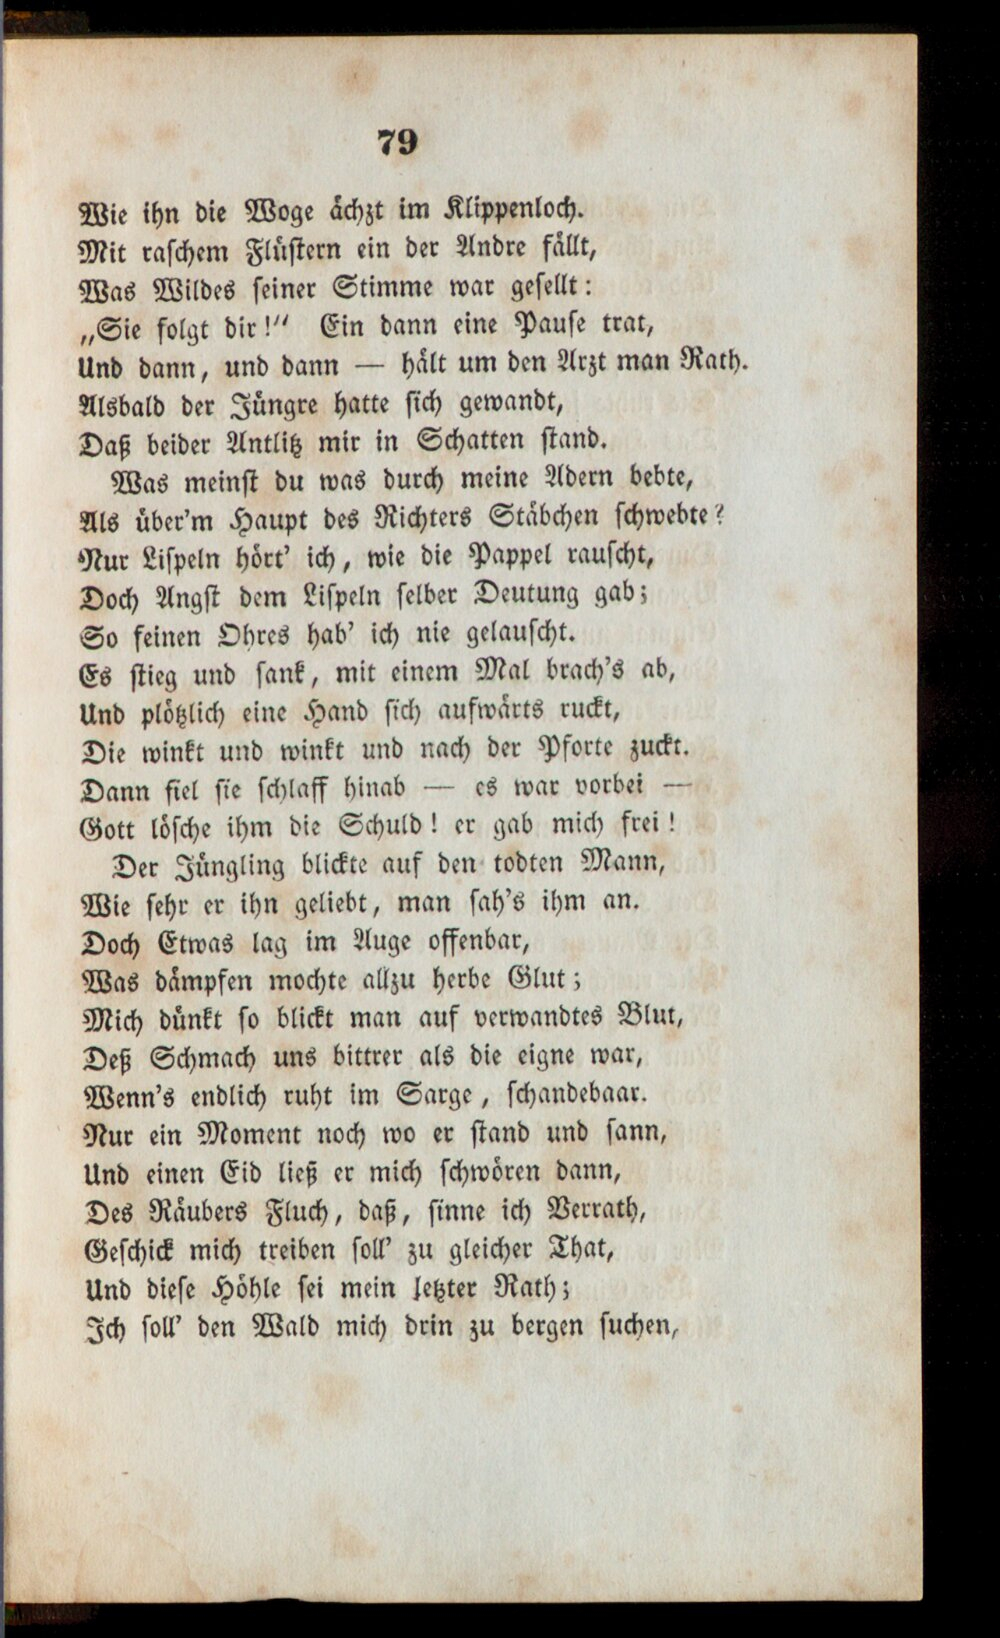 79
Wie ihn die Woge ächzt im Klippenloch.
Mit raschem Flüstern ein der Andre fällt,
Was Wildes seiner Stimme war gesellt:
„Sie folgt dir!“ Ein dann eine Pause trat,
Und dann, und dann — hält um den Arzt man Rath.
Alsbald der Jüngre hatte sich gewandt,
Daß beider Antlitz mir in Schatten stand.
Was meinst du was durch meine Adern bebte,
Als über'm Haupt des Richters Stäbchen schwebte?
Nur Lispeln hört' ich, wie die Pappel rauscht,
Doch Angst dem Lispeln selber Deutung gab;
So feinen Ohres hab' ich nie gelauscht.
Es stieg und sank, mit einem Mal brach's ab,
Und plötzlich eine Hand sich aufwärts ruckt,
Die winkt und winkt und nach der Pforte zuckt.
Dann fiel sie schlaff hinab — es war vorbei —
Gott lösche ihm die Schuld! er gab mich frei!
Der Jüngling blickte auf den todten Mann,
Wie sehr er ihn geliebt, man sah's ihm an.
Doch Etwas lag im Auge offenbar,
Was dämpfen mochte allzu herbe Glut;
Mich dünkt so blickt man auf verwandtes Blut,
Deß Schmach uns bittrer als die eigne war,
Wenn's endlich ruht im Sarge, schandebaar.
Nur ein Moment noch wo er stand und sann,
Und einen Eid ließ er mich schwören dann,
Des Räubers Fluch, daß, sinne ich Verrath,
Geschick mich treiben soll' zu gleicher That,
Und diese Höhle sei mein letzter Rath;
Ich soll' den Wald mich drin zu bergen suchen,